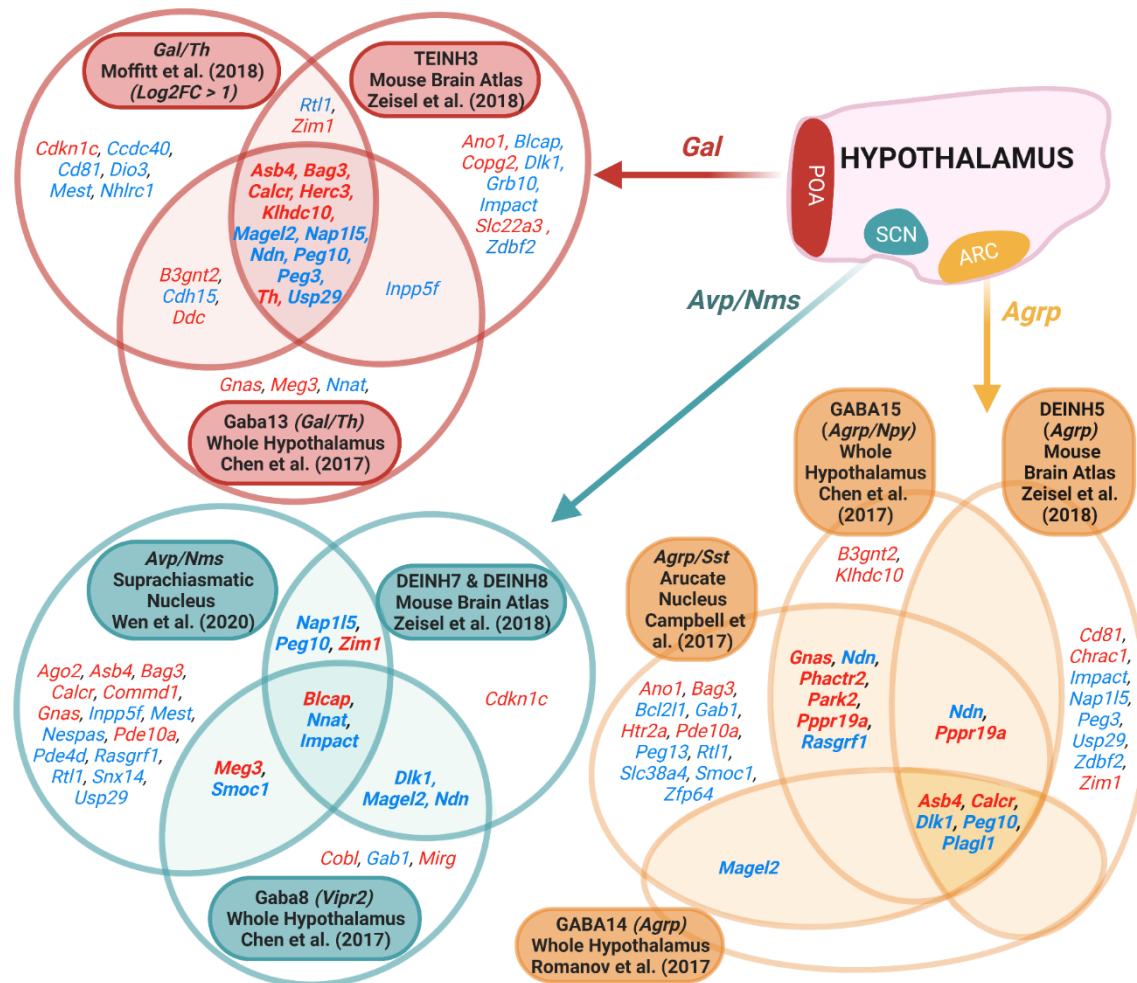 Gal/Th
Moffitt et al. (2018)
(Log2FC > 1)
TEINH3
Mouse Brain Atlas
Zeisel et al. (2018)
Rtl1,
Zim1
Cdkn1c, Ccdc40,
Cd81, Dio3,
Mest, Nhlrc1
Ano1, Blcap,
Copg2, Dlk1,
Grb10,
Impact
Slc22a3 ,
Zdbf2
Asb4, Bag3,
Calcr, Herc3,
Klhdc10,
Magel2, Nap1l5,
Ndn, Peg10,
Peg3,
Th, Usp29
B3gnt2,
Cdh15,
Ddc
Inpp5f
Gnas, Meg3, Nnat,
Gaba13 (Gal/Th)
Whole Hypothalamus
Chen et al. (2017)
Gal
HYPOTHALAMUS
POA
SCN
ARC
Avp/Nms
Agrp
Avp/Nms
Suprachiasmatic
Nucleus
Wen et al. (2020)
DEINH7 & DEINH8
Mouse Brain Atlas
Zeisel et al. (2018)
Nap1l5,
Peg10, Zim1
Ago2, Asb4, Bag3,
Calcr, Commd1,
Gnas, Inpp5f, Mest,
Nespas, Pde10a,
Pde4d, Rasgrf1,
Rtl1, Snx14,
Usp29
Blcap,
Nnat,
Impact
Cdkn1c
Meg3,
Smoc1
Dlk1,
Magel2, Ndn
Cobl, Gab1, Mirg
Gaba8 (Vipr2)
Whole Hypothalamus
Chen et al. (2017)
GABA15
(Agrp/Npy)
Whole
Hypothalamus
Chen et al.
(2017)
DEINH5
(Agrp)
Mouse
Brain Atlas
Zeisel et al.
(2018)
Agrp/Sst
Arucate
Nucleus
Campbell et
al. (2017)
B3gnt2,
Klhdc10
Ano1, Bag3,
Bcl2l1, Gab1,
Htr2a, Pde10a,
Peg13, Rtl1,
Slc38a4, Smoc1,
Zfp64
Gnas, Ndn,
Phactr2,
Park2,
Pppr19a,
Rasgrf1
Ndn,
Pppr19a
Cd81,
Chrac1,
Impact,
Nap1l5,
Peg3,
Usp29,
Zdbf2,
Zim1
Asb4, Calcr,
Dlk1, Peg10,
Plagl1
Magel2
GABA14 (Agrp)
Whole Hypothalamus
Romanov et al. (2017